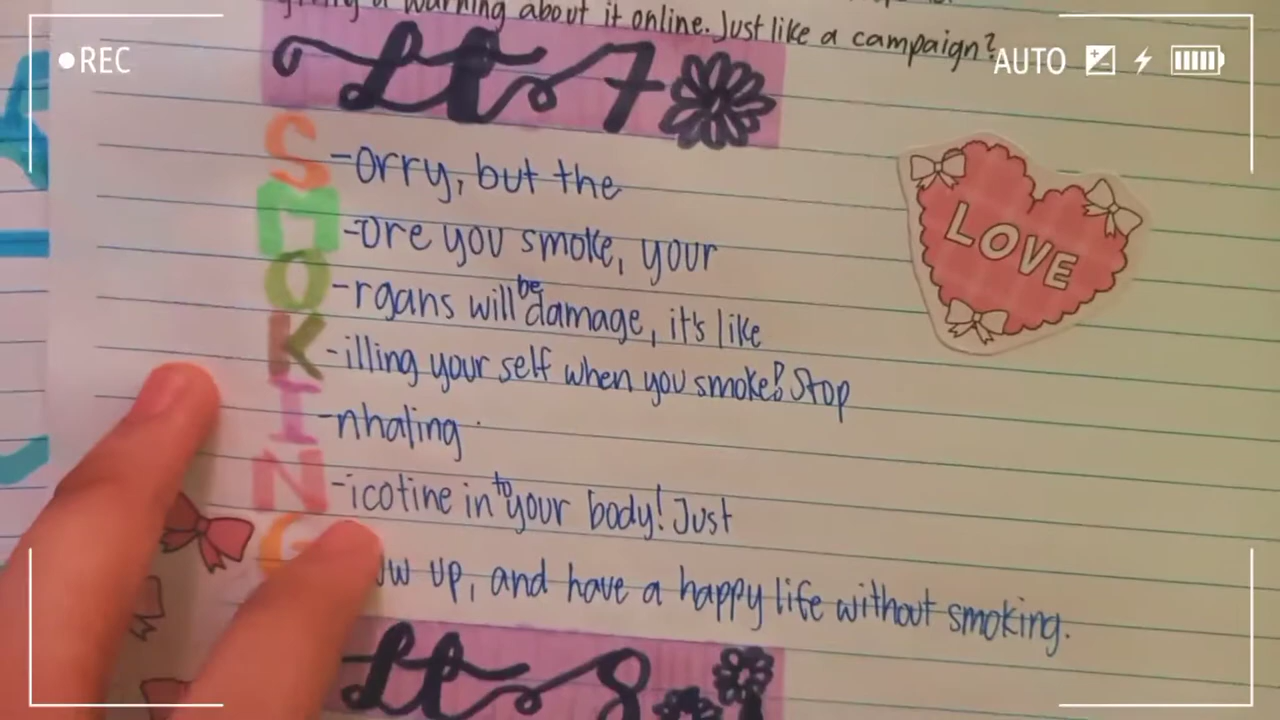 a warning about it online. Just like a campaign?
REC
AUTO
Lt 7
S -orry, but the
M -ore you smoke, your
O -rgans will be damage, it's like
K -illing your self when you smoke! Stop
I -nhaling
N -icotine in to your body! Just
G up, and have a happy life without smoking.
LOVE
Lt 8